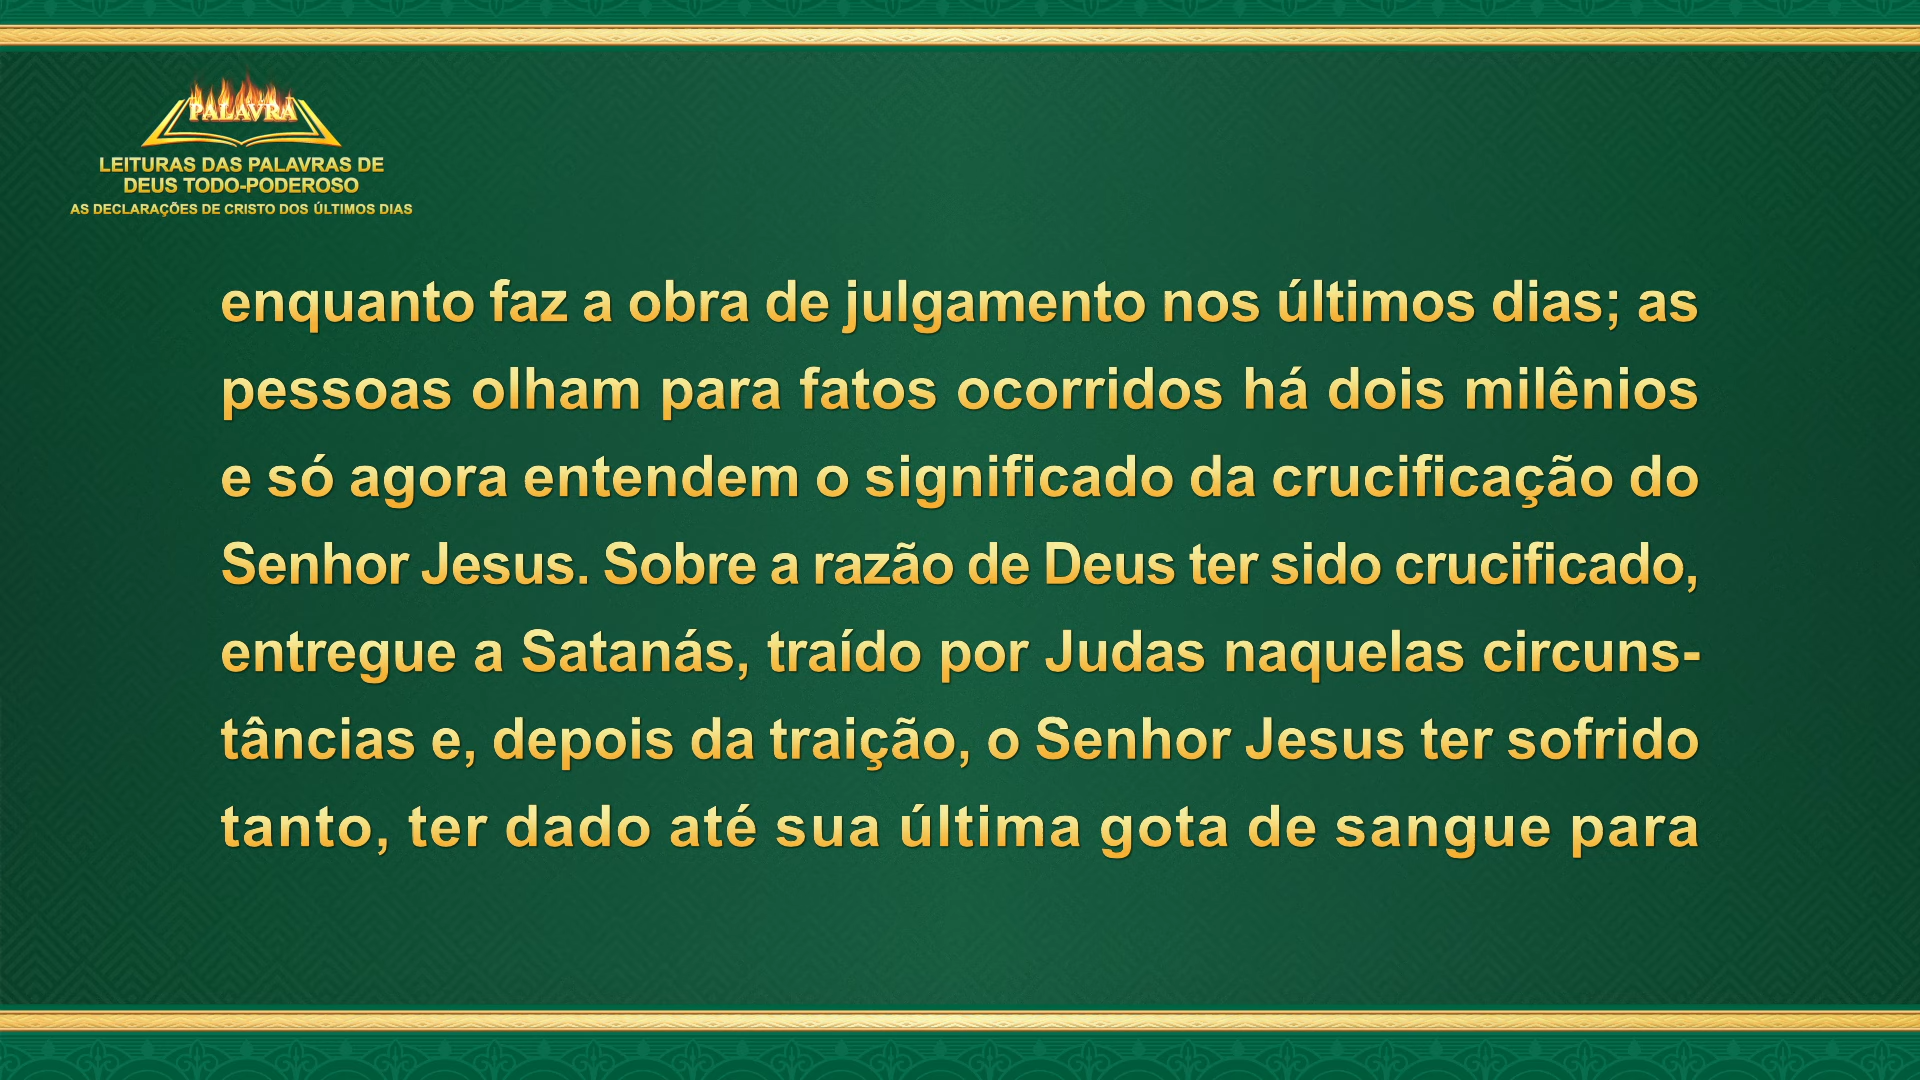 PALAVRA
LEITURAS DAS PALAVRAS DE
DEUS TODO-PODEROSO
AS DECLARAÇÕES DE CRISTO DOS ÚLTIMOS DIAS
enquanto faz a obra de julgamento nos últimos dias; as
pessoas olham para fatos ocorridos há dois milênios
e só agora entendem o significado da crucificação do
Senhor Jesus. Sobre a razão de Deus ter sido crucificado,
entregue a Satanás, traído por Judas naquelas circuns-
tâncias e, depois da traição, o Senhor Jesus ter sofrido
tanto, ter dado até sua última gota de sangue para